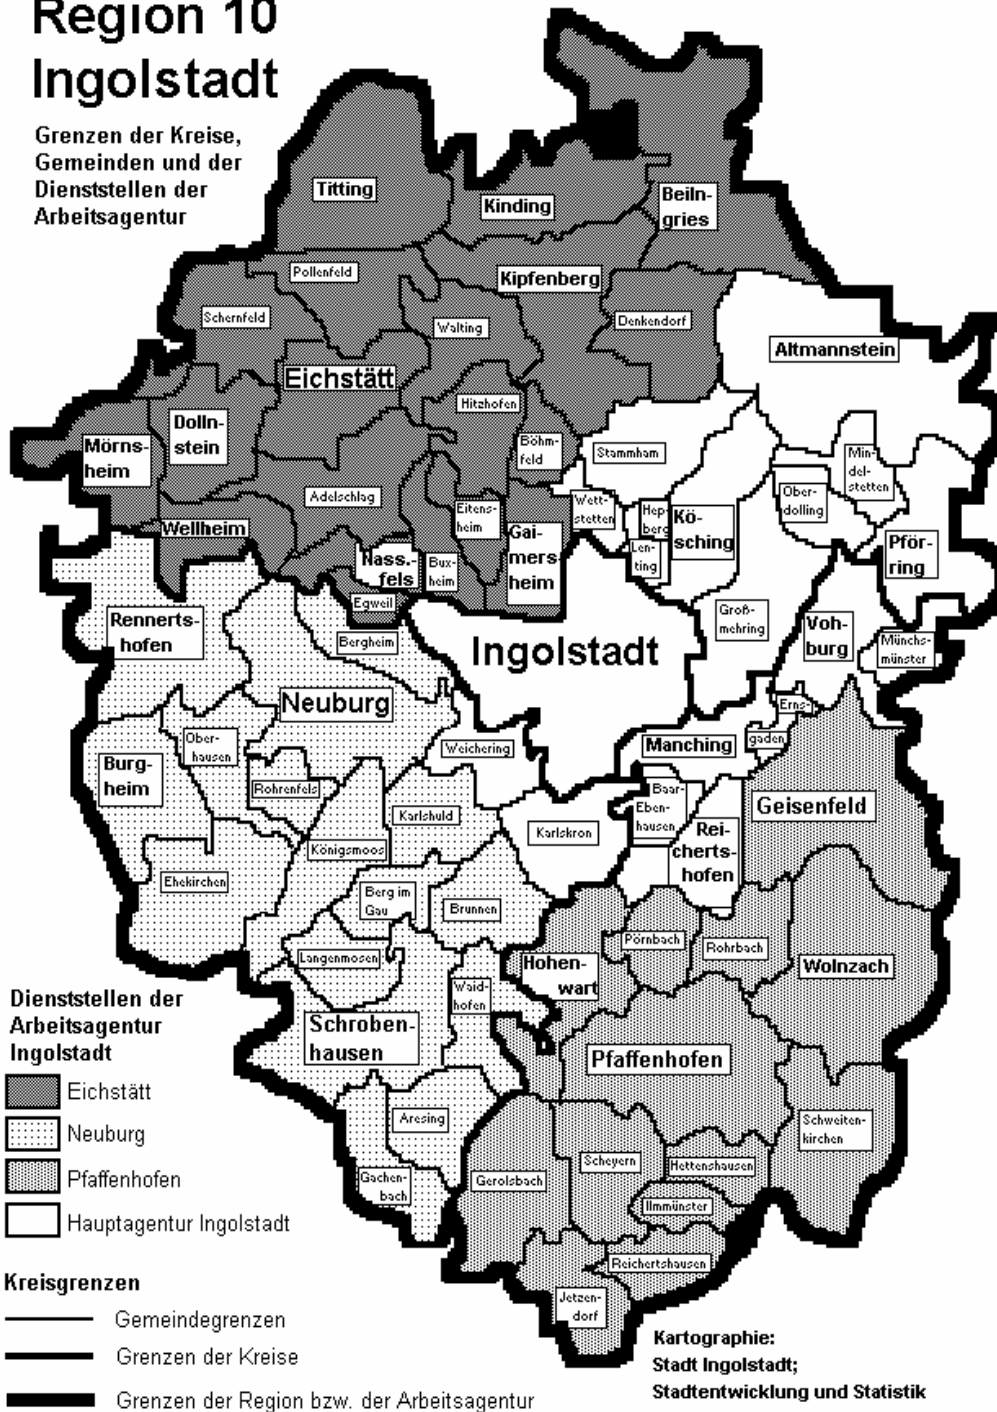 Region 10
Ingolstadt
Grenzen der Kreise,
Gemeinden und der
Dienststellen der
Arbeitsagentur
Titting
Kinding
Beiln-
gries
Pollenfeld
Kipfenberg
Schernfeld
Walting
Denkendorf
Altmannstein
Eichstätt
Hitzhofen
Dolln-
stein
Mörns-
heim
Böhm-
feld
Stammham
Min-
del-
stetten
Adelschlag
Eitens-
heim
Wett-
stetten
Hep-
berg
Kö-
sching
Ober-
dolling
Wellheim
Gai-
mers-
heim
Len-
ting
Pför-
ring
Nass.-
fels
Bux-
heim
Egweil
Rennerts-
hofen
Bergheim
Ingolstadt
Groß-
mehring
Voh-
burg
Münchs-
münster
Neuburg
Erns-
gaden
Ober-
hausen
Weichering
Manching
Burg-
heim
Rohrenfels
Karlshuld
Baar-
Eben-
hausen
Geisenfeld
Karlskron
Rei-
cherts-
hofen
Königsmoos
Ehekirchen
Berg im
Gau
Brunnen
Langenmosen
Hohen-
wart
Pörnbach
Rohrbach
Wolnzach
Waid-
hofen
Schroben-
hausen
Pfaffenhofen
Aresing
Schweiten-
kirchen
Gachen-
bach
Gerolsbach
Scheyern
Hettenshausen
Ilmmünster
Reichertshausen
Jetzen-
dorf
Dienststellen der
Arbeitsagentur
Ingolstadt
Eichstätt
Neuburg
Pfaffenhofen
Hauptagentur Ingolstadt
Kreisgrenzen
Gemeindegrenzen
Grenzen der Kreise
Grenzen der Region bzw. der Arbeitsagentur
Kartographie:
Stadt Ingolstadt;
Stadtentwicklung und Statistik